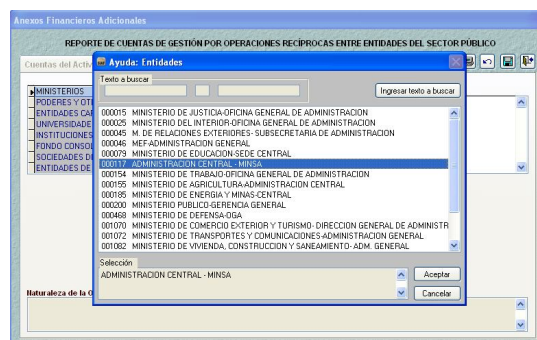 Anexos Financieros Adicionales
REPORTE DE CUENTAS DE GESTIÓN POR OPERACIONES RECÍPROCAS ENTRE ENTIDADES DEL SECTOR PÚBLICO
Cuentas del Activ
Ayuda: Entidades
Texto a buscar
Ingresar texto a buscar
MINISTERIOS
PODERES Y OT
ENTIDADES CA
UNIVERSIDADE
INSTITUCIONES
FONDO CONSOL
SOCIEDADES D
ENTIDADES DE
000015 MINISTERIO DE JUSTICIA-OFICINA GENERAL DE ADMINISTRACION
000025 MINISTERIO DEL INTERIOR-OFICINA GENERAL DE ADMINISTRACION
000045 M. DE RELACIONES EXTERIORES- SUBSECRETARIA DE ADMINISTRACION
000046 MEF-ADMINISTRACION GENERAL
000079 MINISTERIO DE EDUCACION-SEDE CENTRAL
000117 ADMINISTRACION CENTRAL - MINSA
000154 MINISTERIO DE TRABAJO-OFICINA GENERAL DE ADMINISTRACION
000155 MINISTERIO DE AGRICULTURA-ADMINISTRACION CENTRAL
000185 MINISTERIO DE ENERGIA Y MINAS-CENTRAL
000200 MINISTERIO PUBLICO-GERENCIA GENERAL
000468 MINISTERIO DE DEFENSA-OGA
001070 MINISTERIO DE COMERCIO EXTERIOR Y TURISMO- DIRECCION GENERAL DE ADMINISTR
001072 MINISTERIO DE TRANSPORTES Y COMUNICACIONES-ADMINISTRACION GENERAL
001082 MINISTERIO DE VIVIENDA, CONSTRUCCION Y SANEAMIENTO- ADM. GENERAL
Selección
ADMINISTRACION CENTRAL - MINSA
Aceptar
Cancelar
Naturaleza de la O